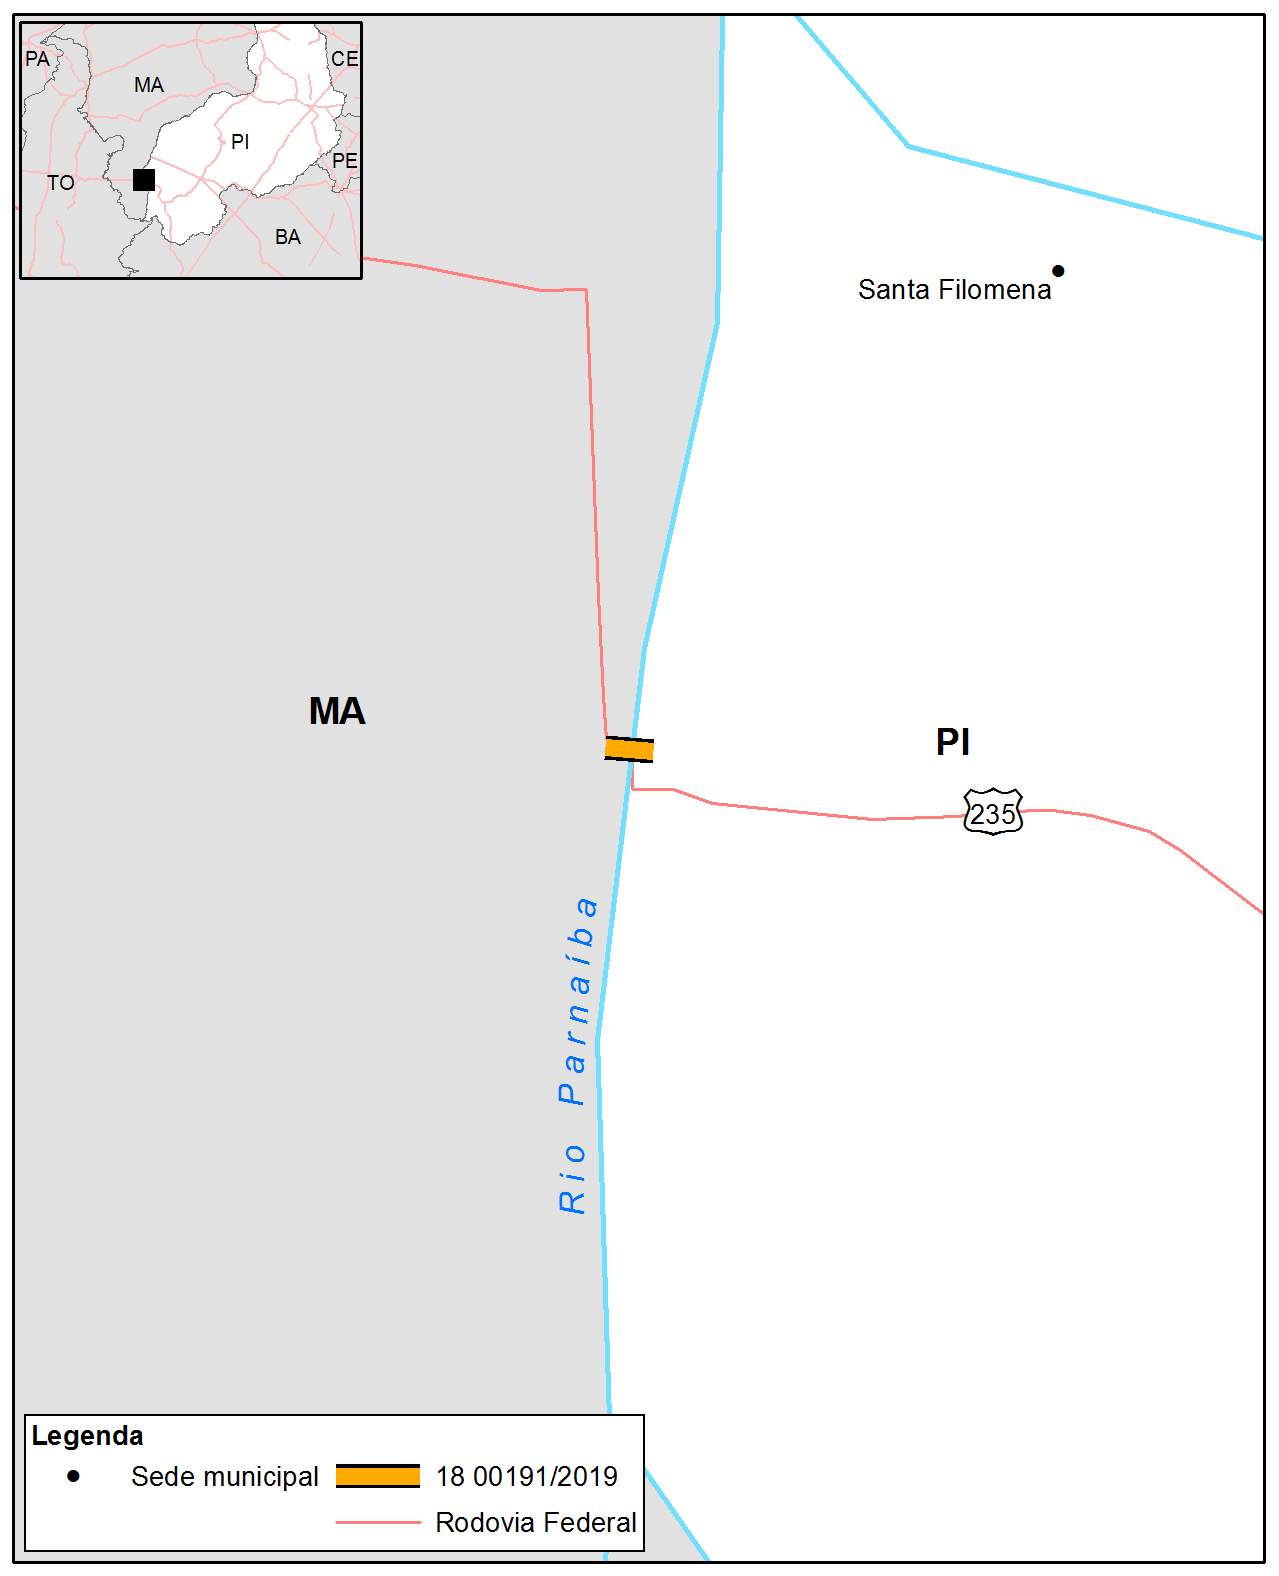 PA
CE
MA
PI
PE
TO
BA
Santa Filomena
MA
PI
235
Rio Parnaíba
Legenda
Sede municipal
18 00191/2019
Rodovia Federal